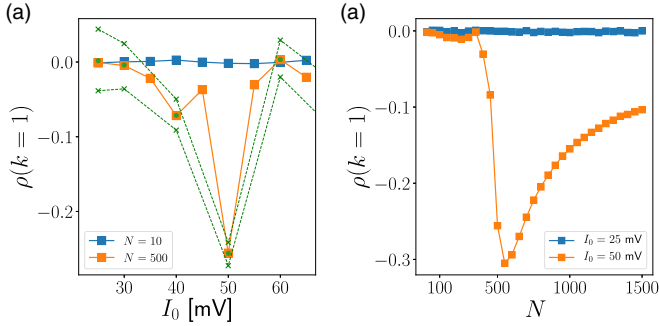 (a)
0.0
−0.1
−0.2
ρ(k = 1)
30
40
50
60
I₀ [mV]
N = 10
N = 500
(a)
0.0
−0.1
−0.2
−0.3
ρ(k = 1)
100
500
1000
1500
N
I₀ = 25 mV
I₀ = 50 mV